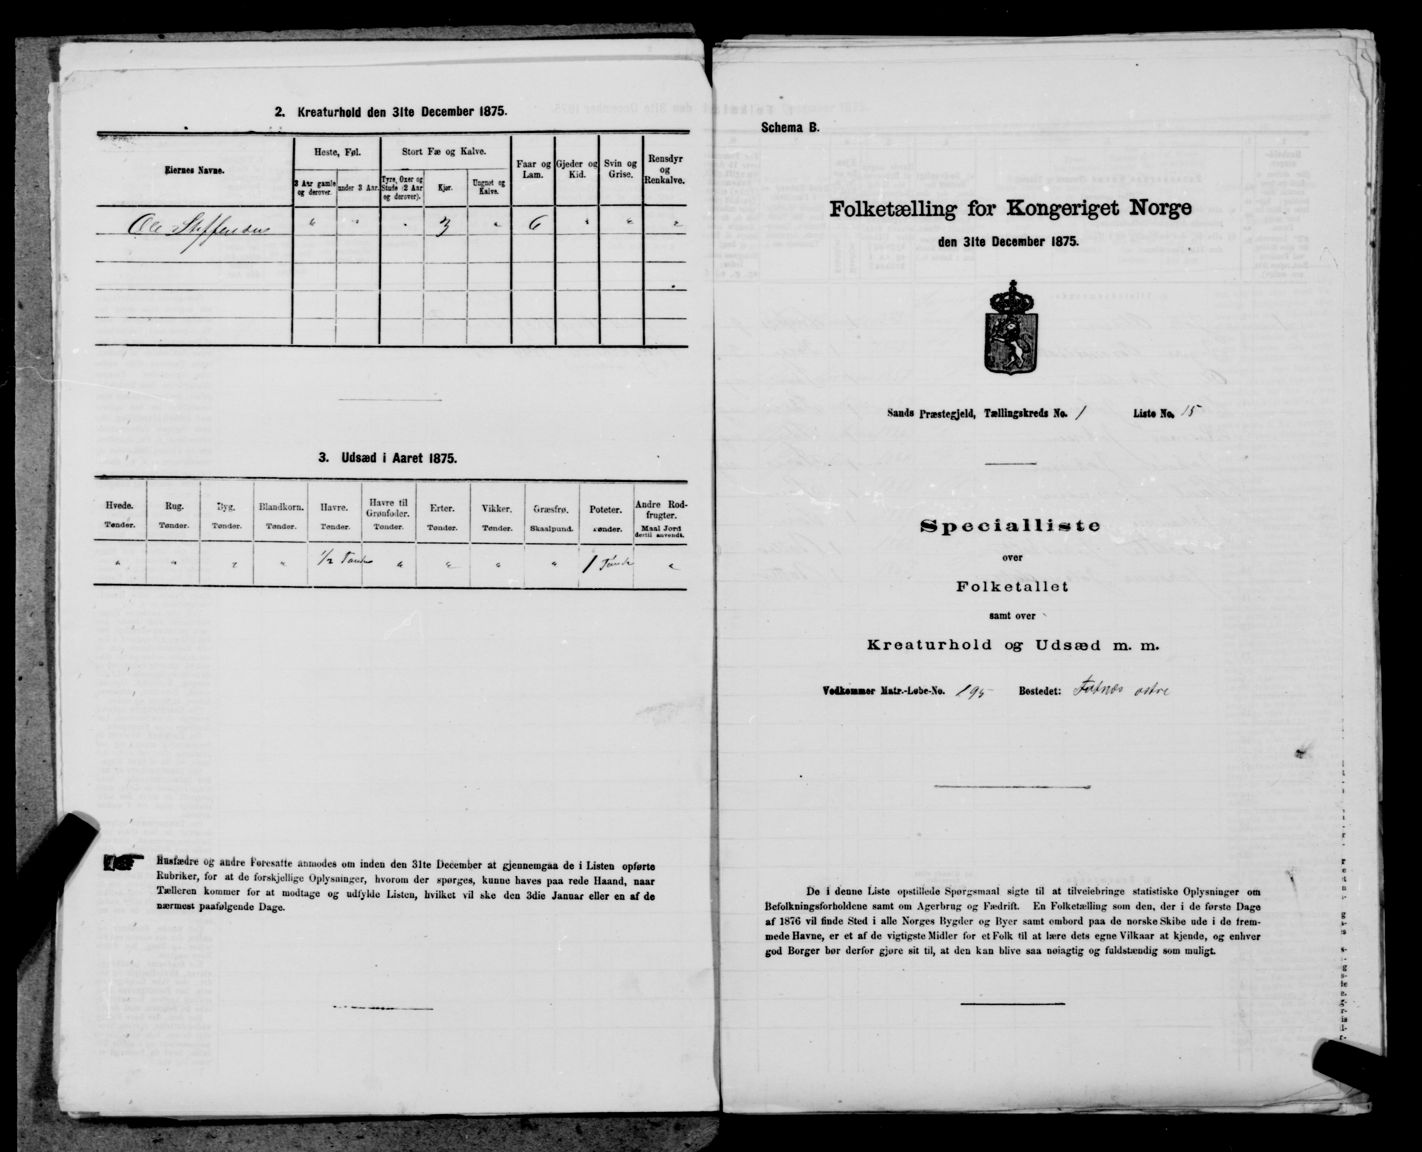 2. Kreaturhold den 31te December 1875.
Eiernes Navne.
Heste, Føl.
3 Aar gamle og derover.
under 3 Aar.
Stort Fæ og Kalve.
Tyre, Oxer og Stude (2 Aar og derover).
Kjør.
Ungnøt og Kalve.
Faar og Lam.
Gjeder og Kid.
Svin og Grise.
Rensdyr og Renkalve.
Ole Steffensens " " " 3 " 6 " " "
3. Udsæd i Aaret 1875.
Hvede. Rug. Byg. Blandkorn. Havre. Havre til Grønfoder. Erter. Vikker. Græsfrø. Poteter. Andre Rodfrugter.
Tønder. Tønder. Tønder. Tønder. Tønder. Tønder. Tønder. Tønder. Skaalpund. Tønder. Maal Jord dertil anvendt.
" " " " 1/2 Tønde " " " " 1 Tønde "
Husfædre og andre Foresatte anmodes om inden den 31te December at gjennemgaa de i Listen opførte
Rubriker, for at de forskjellige Oplysninger, hvorom der spørges, kunne haves paa rede Haand, naar
Tælleren kommer for at modtage og udfylde Listen, hvilket vil ske den 3die Januar eller en af de
nærmest paafølgende Dage.
Schema B.
Folketælling for Kongeriget Norge
den 31te December 1875.
Sands Præstegjeld, Tællingskreds No. 1 Liste No. 15
Specialliste
over
Folketallet
samt over
Kreaturhold og Udsæd m. m.
Vedkommer Matr.-Løbe-No. 195 Bostedet: østre
De i denne Liste opstillede Spørgsmaal sigte til at tilveiebringe statistiske Oplysninger om
Befolkningsforholdene samt om Agerbrug og Fædrift. En Folketælling som den, der i de første Dage
af 1876 vil finde Sted i alle Norges Bygder og Byer samt ombord paa de norske Skibe ude i de frem-
mede Havne, er et af de vigtigste Midler for et Folk til at lære dets egne Vilkaar at kjende, og enhver
god Borger bør derfor gjøre sit til, at den kan blive saa nøiagtig og fuldstændig som muligt.